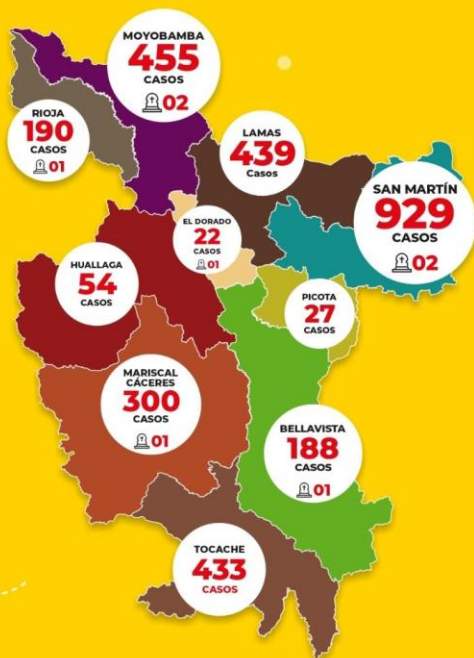 MOYOBAMBA
455
CASOS
02
RIOJA
190
CASOS
01
LAMAS
439
Casos
SAN MARTÍN
929
CASOS
02
EL DORADO
22
CASOS
01
HUALLAGA
54
CASOS
PICOTA
27
CASOS
MARISCAL
CÁCERES
300
CASOS
01
BELLAVISTA
188
CASOS
01
TOCACHE
433
CASOS